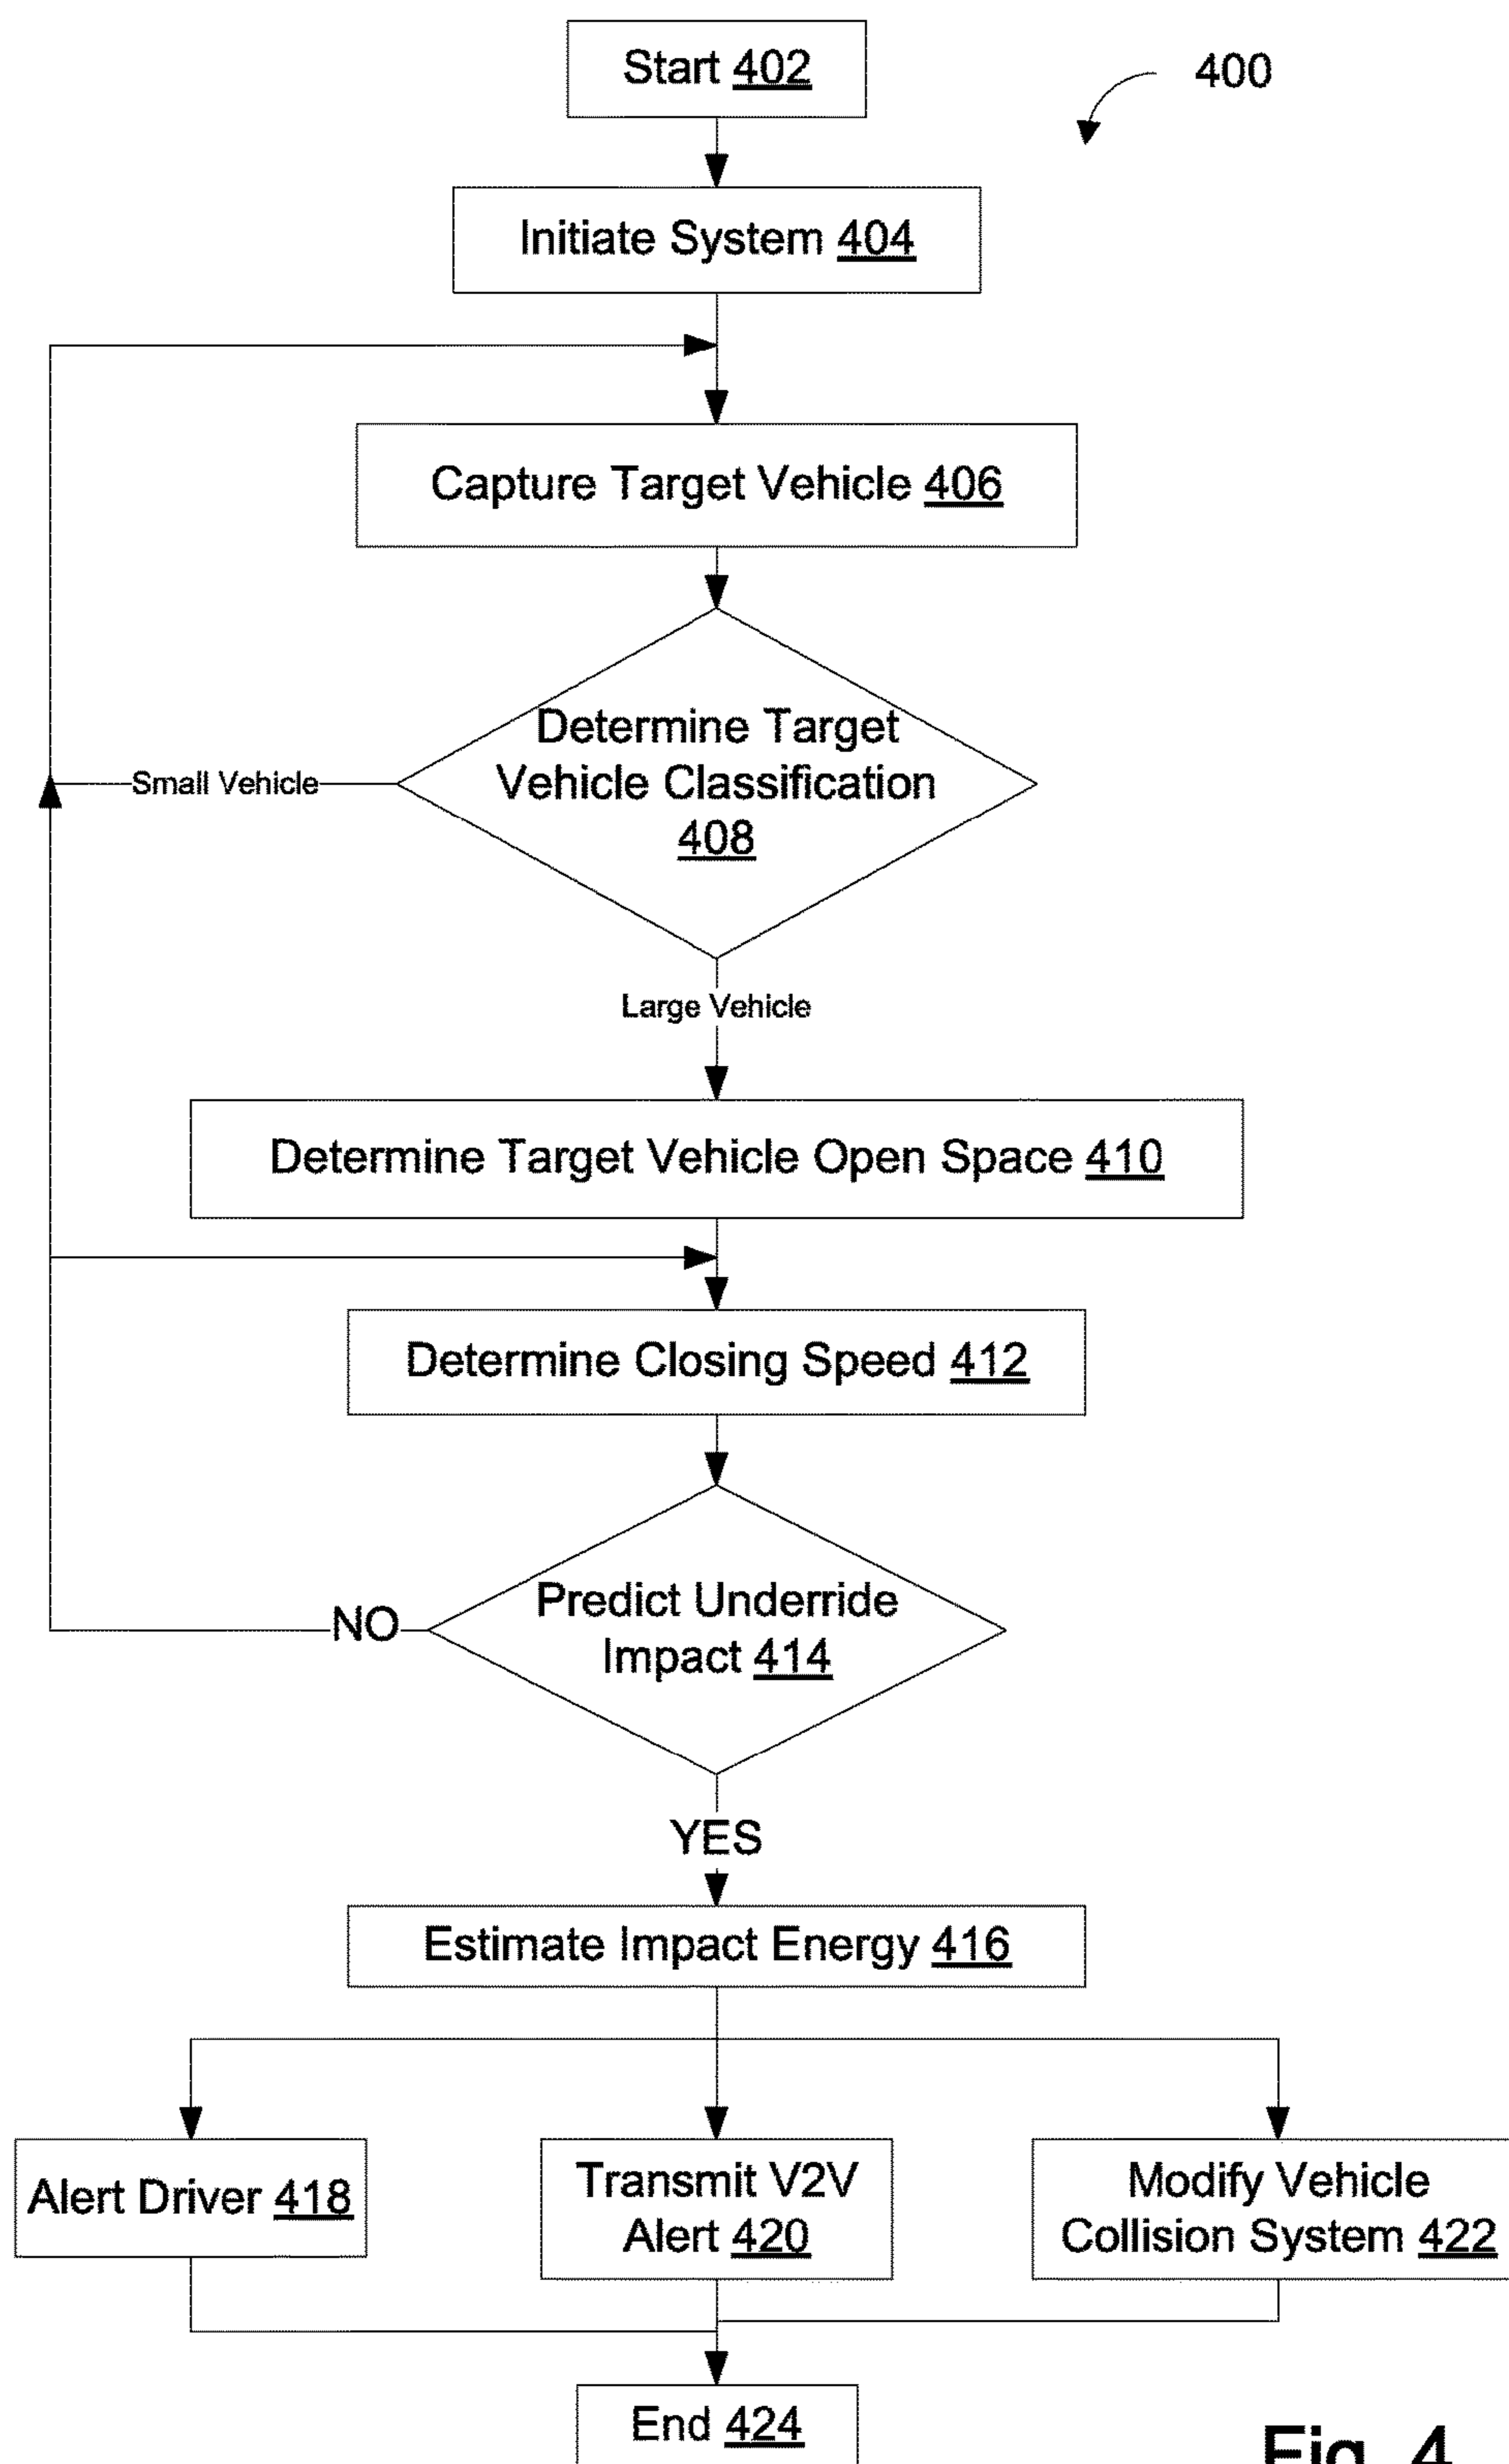 Start 402
400
Initiate System 404
Capture Target Vehicle 406
Determine Target
Vehicle Classification
408
Small Vehicle
Large Vehicle
Determine Target Vehicle Open Space 410
Determine Closing Speed 412
Predict Underride
Impact 414
NO
YES
Estimate Impact Energy 416
Alert Driver 418
Transmit V2V
Alert 420
Modify Vehicle
Collision System 422
End 424
Fig. 4